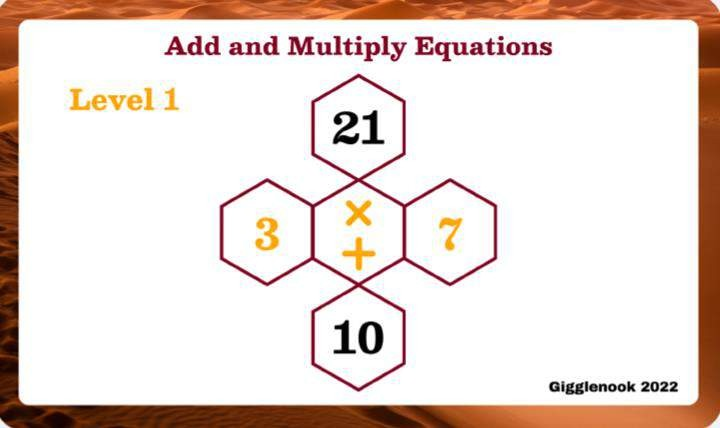 Add and Multiply Equations
Level 1
21
3 × 7
+
10
Gigglenook 2022